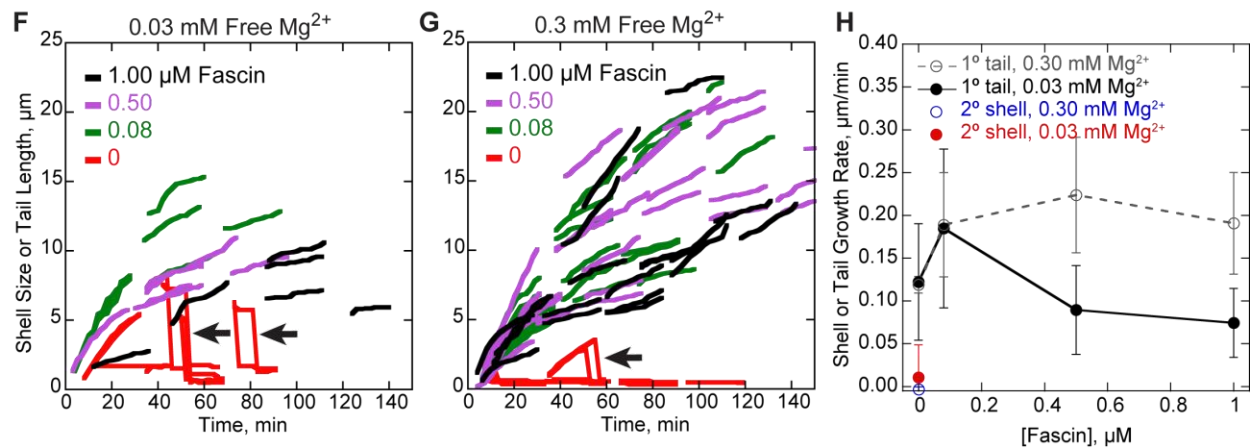 F
0.03 mM Free Mg²⁺
Shell Size or Tail Length, µm
25
20
15
10
5
0
1.00 µM Fascin
0.50
0.08
0
0 20 40 60 80 100 120 140
Time, min
G
0.3 mM Free Mg²⁺
25
20
15
10
5
0
1.00 µM Fascin
0.50
0.08
0
0 20 40 60 80 100 120 140
Time, min
H
Shell or Tail Growth Rate, µm/min
0.40
0.35
0.30
0.25
0.20
0.15
0.10
0.05
0.00
1º tail, 0.30 mM Mg²⁺
1º tail, 0.03 mM Mg²⁺
2º shell, 0.30 mM Mg²⁺
2º shell, 0.03 mM Mg²⁺
0 0.2 0.4 0.6 0.8 1
[Fascin], µM